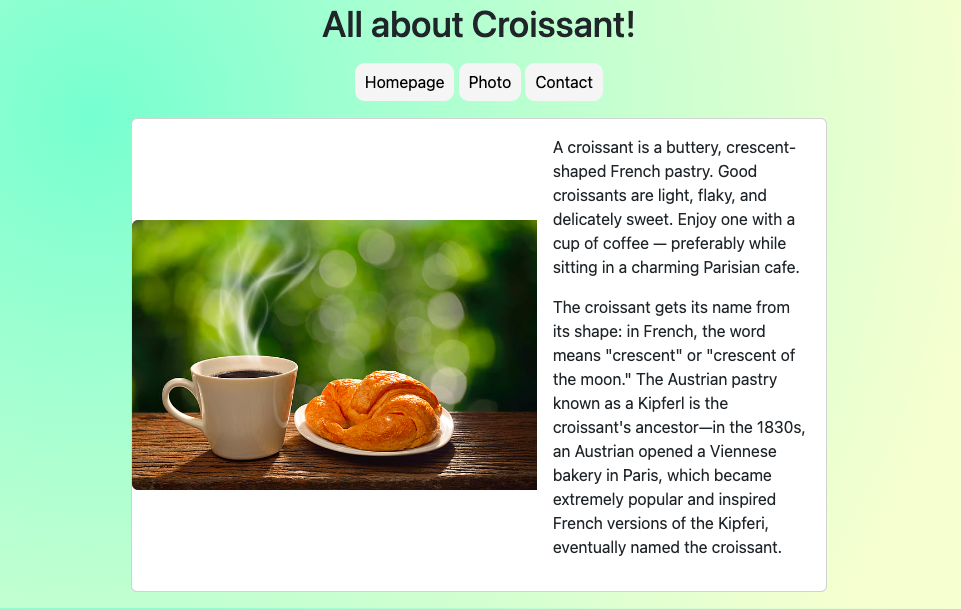 All about Croissant!
Homepage Photo Contact
A croissant is a buttery, crescent-
shaped French pastry. Good
croissants are light, flaky, and
delicately sweet. Enjoy one with a
cup of coffee — preferably while
sitting in a charming Parisian cafe.
The croissant gets its name from
its shape: in French, the word
means "crescent" or "crescent of
the moon." The Austrian pastry
known as a Kipferl is the
croissant's ancestor—in the 1830s,
an Austrian opened a Viennese
bakery in Paris, which became
extremely popular and inspired
French versions of the Kipferi,
eventually named the croissant.